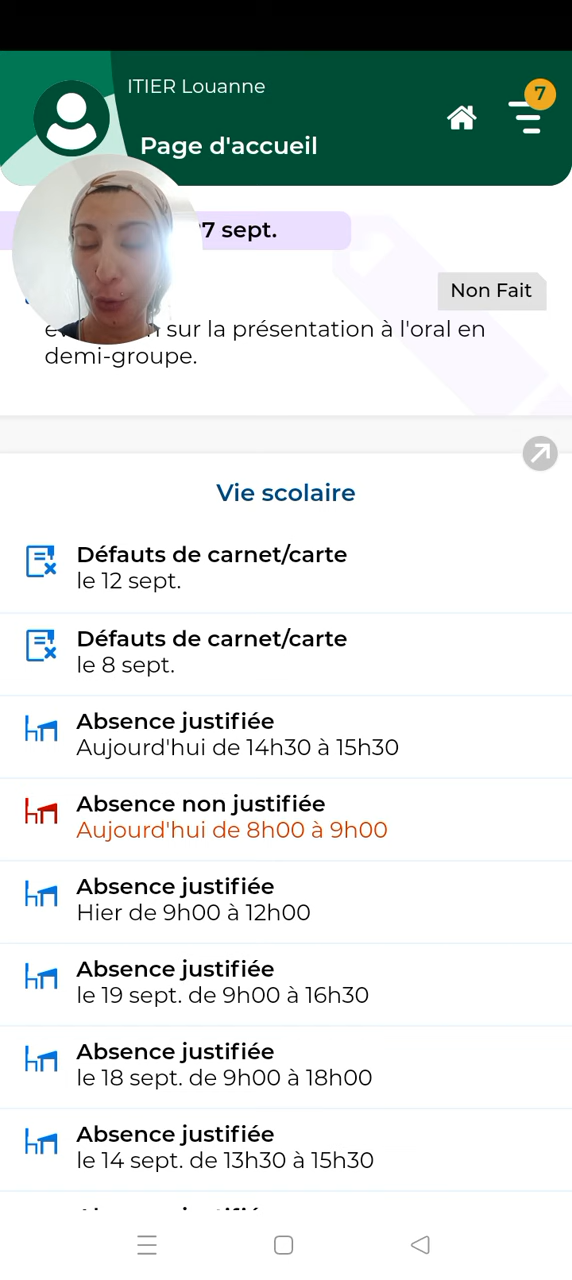 ITIER Louanne
7
Page d'accueil
7 sept.
Non Fait
sur la présentation à l'oral en
demi-groupe.
Vie scolaire
Défauts de carnet/carte
le 12 sept.
Défauts de carnet/carte
le 8 sept.
Absence justifiée
Aujourd'hui de 14h30 à 15h30
Absence non justifiée
Aujourd'hui de 8h00 à 9h00
Absence justifiée
Hier de 9h00 à 12h00
Absence justifiée
le 19 sept. de 9h00 à 16h30
Absence justifiée
le 18 sept. de 9h00 à 18h00
Absence justifiée
le 14 sept. de 13h30 à 15h30